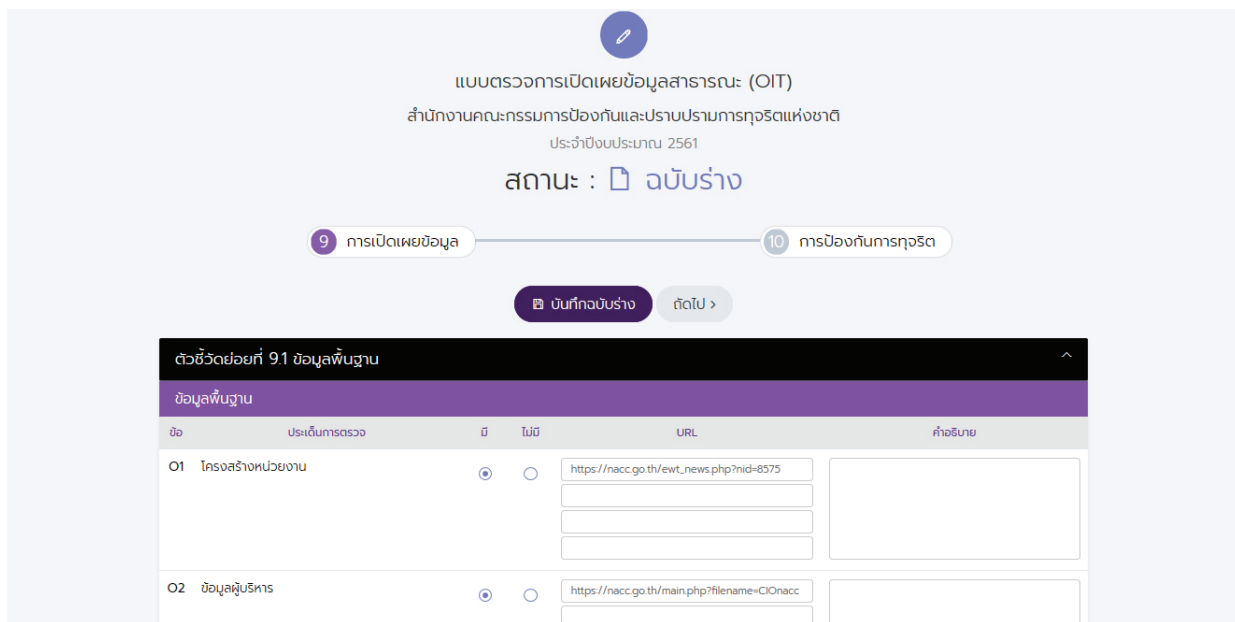 แบบตรวจการเปิดเผยข้อมูลสาธารณะ (OIT)
สำนักงานคณะกรรมการป้องกันและปราบปรามการทุจริตแห่งชาติ
ประจำปีงบประมาณ 2561
สถานะ : ฉบับร่าง
9 การเปิดเผยข้อมูล 10 การป้องกันการทุจริต
บันทึกฉบับร่าง ถัดไป >
ตัวชี้วัดย่อยที่ 9.1 ข้อมูลพื้นฐาน
ข้อมูลพื้นฐาน
ข้อ ประเด็นการตรวจ มี ไม่มี URL คำอธิบาย
O1 โครงสร้างหน่วยงาน https://nacc.go.th/ewt_news.php?nid=8575
O2 ข้อมูลผู้บริหาร https://nacc.go.th/main.php?filename=CIOnacc